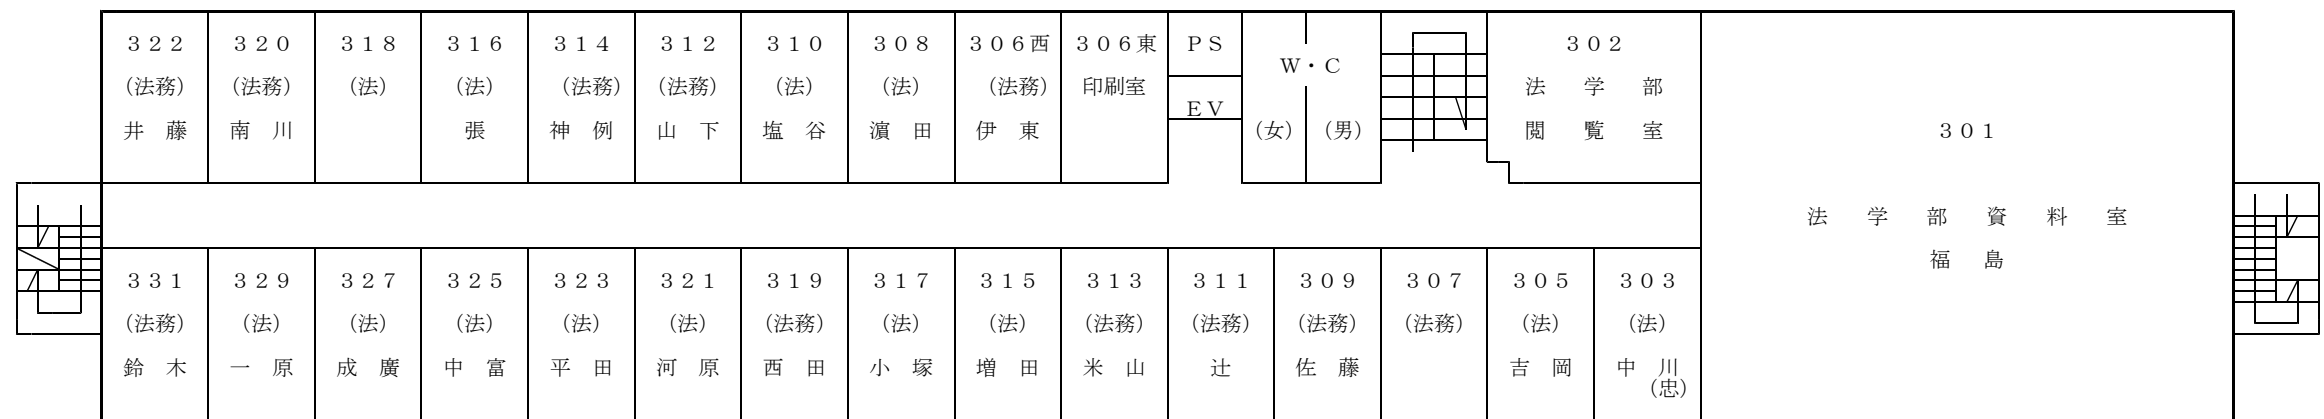 ３２２ ３２０ ３１８ ３１６ ３１４ ３１２ ３１０ ３０８ ３０６西 ３０６東 ＰＳ ３０２
Ｗ・Ｃ
(法務) (法務) (法) (法) (法務) (法務) (法) (法) (法務) 印刷室 法学部
ＥＶ
井藤 南川 張 神例 山下 塩谷 濵田 伊東 (女) (男) 閲覧室 ３０１
法学部資料室
福島
３３１ ３２９ ３２７ ３２５ ３２３ ３２１ ３１９ ３１７ ３１５ ３１３ ３１１ ３０９ ３０７ ３０５ ３０３
(法務) (法) (法) (法) (法) (法) (法務) (法) (法) (法務) (法務) (法務) (法務) (法) (法)
鈴木 一原 成廣 中富 平田 河原 西田 小塚 増田 米山 辻 佐藤 吉岡 中川
(忠)